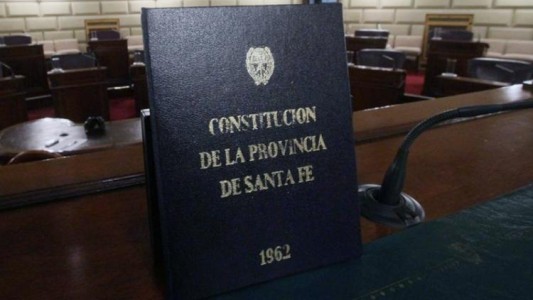 CONSTITUCION
DE LA PROVINCIA
DE SANTA FE
1962